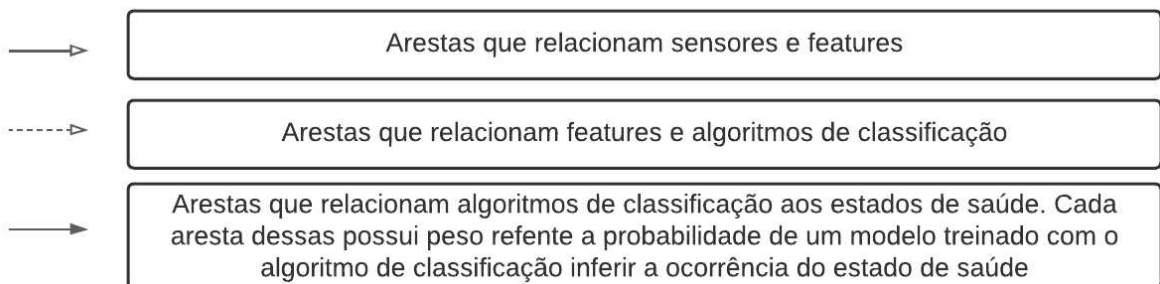 Arestas que relacionam sensores e features
Arestas que relacionam features e algoritmos de classificação
Arestas que relacionam algoritmos de classificação aos estados de saúde. Cada
aresta dessas possui peso refente a probabilidade de um modelo treinado com o
algoritmo de classificação inferir a ocorrência do estado de saúde